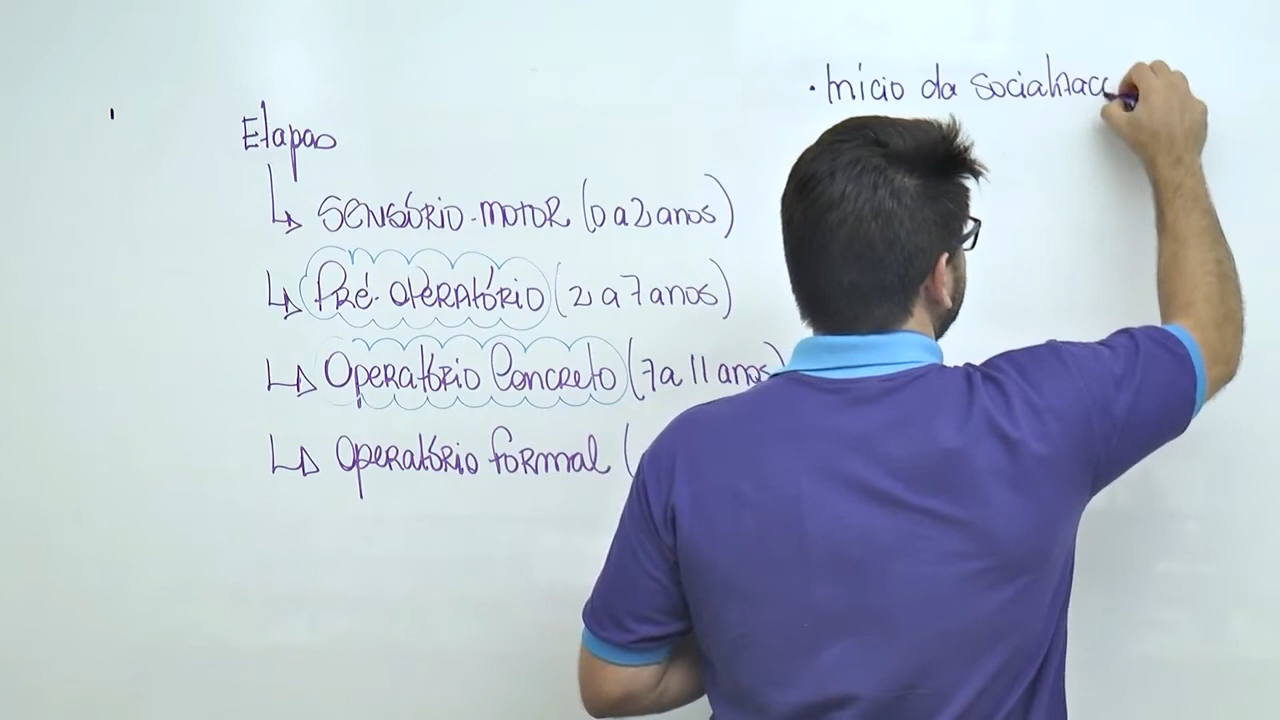 Etapas
↳ SENSÓRIO-MOTOR (0 a 2 anos)
↳ PRÉ-OPERATÓRIO (2 a 7 anos)
↳ Operatório Concreto (7 a 11 anos)
↳ Operatório formal (
• Início da